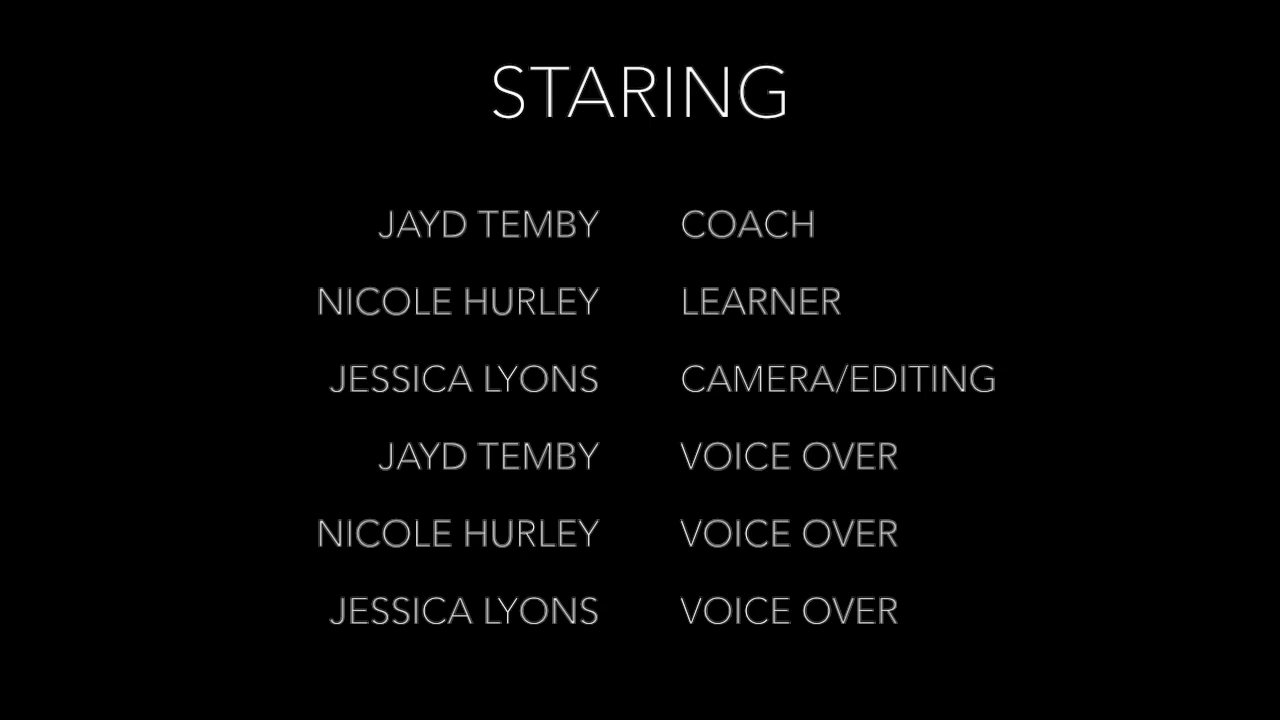 STARING
JAYD TEMBY COACH
NICOLE HURLEY LEARNER
JESSICA LYONS CAMERA/EDITING
JAYD TEMBY VOICE OVER
NICOLE HURLEY VOICE OVER
JESSICA LYONS VOICE OVER